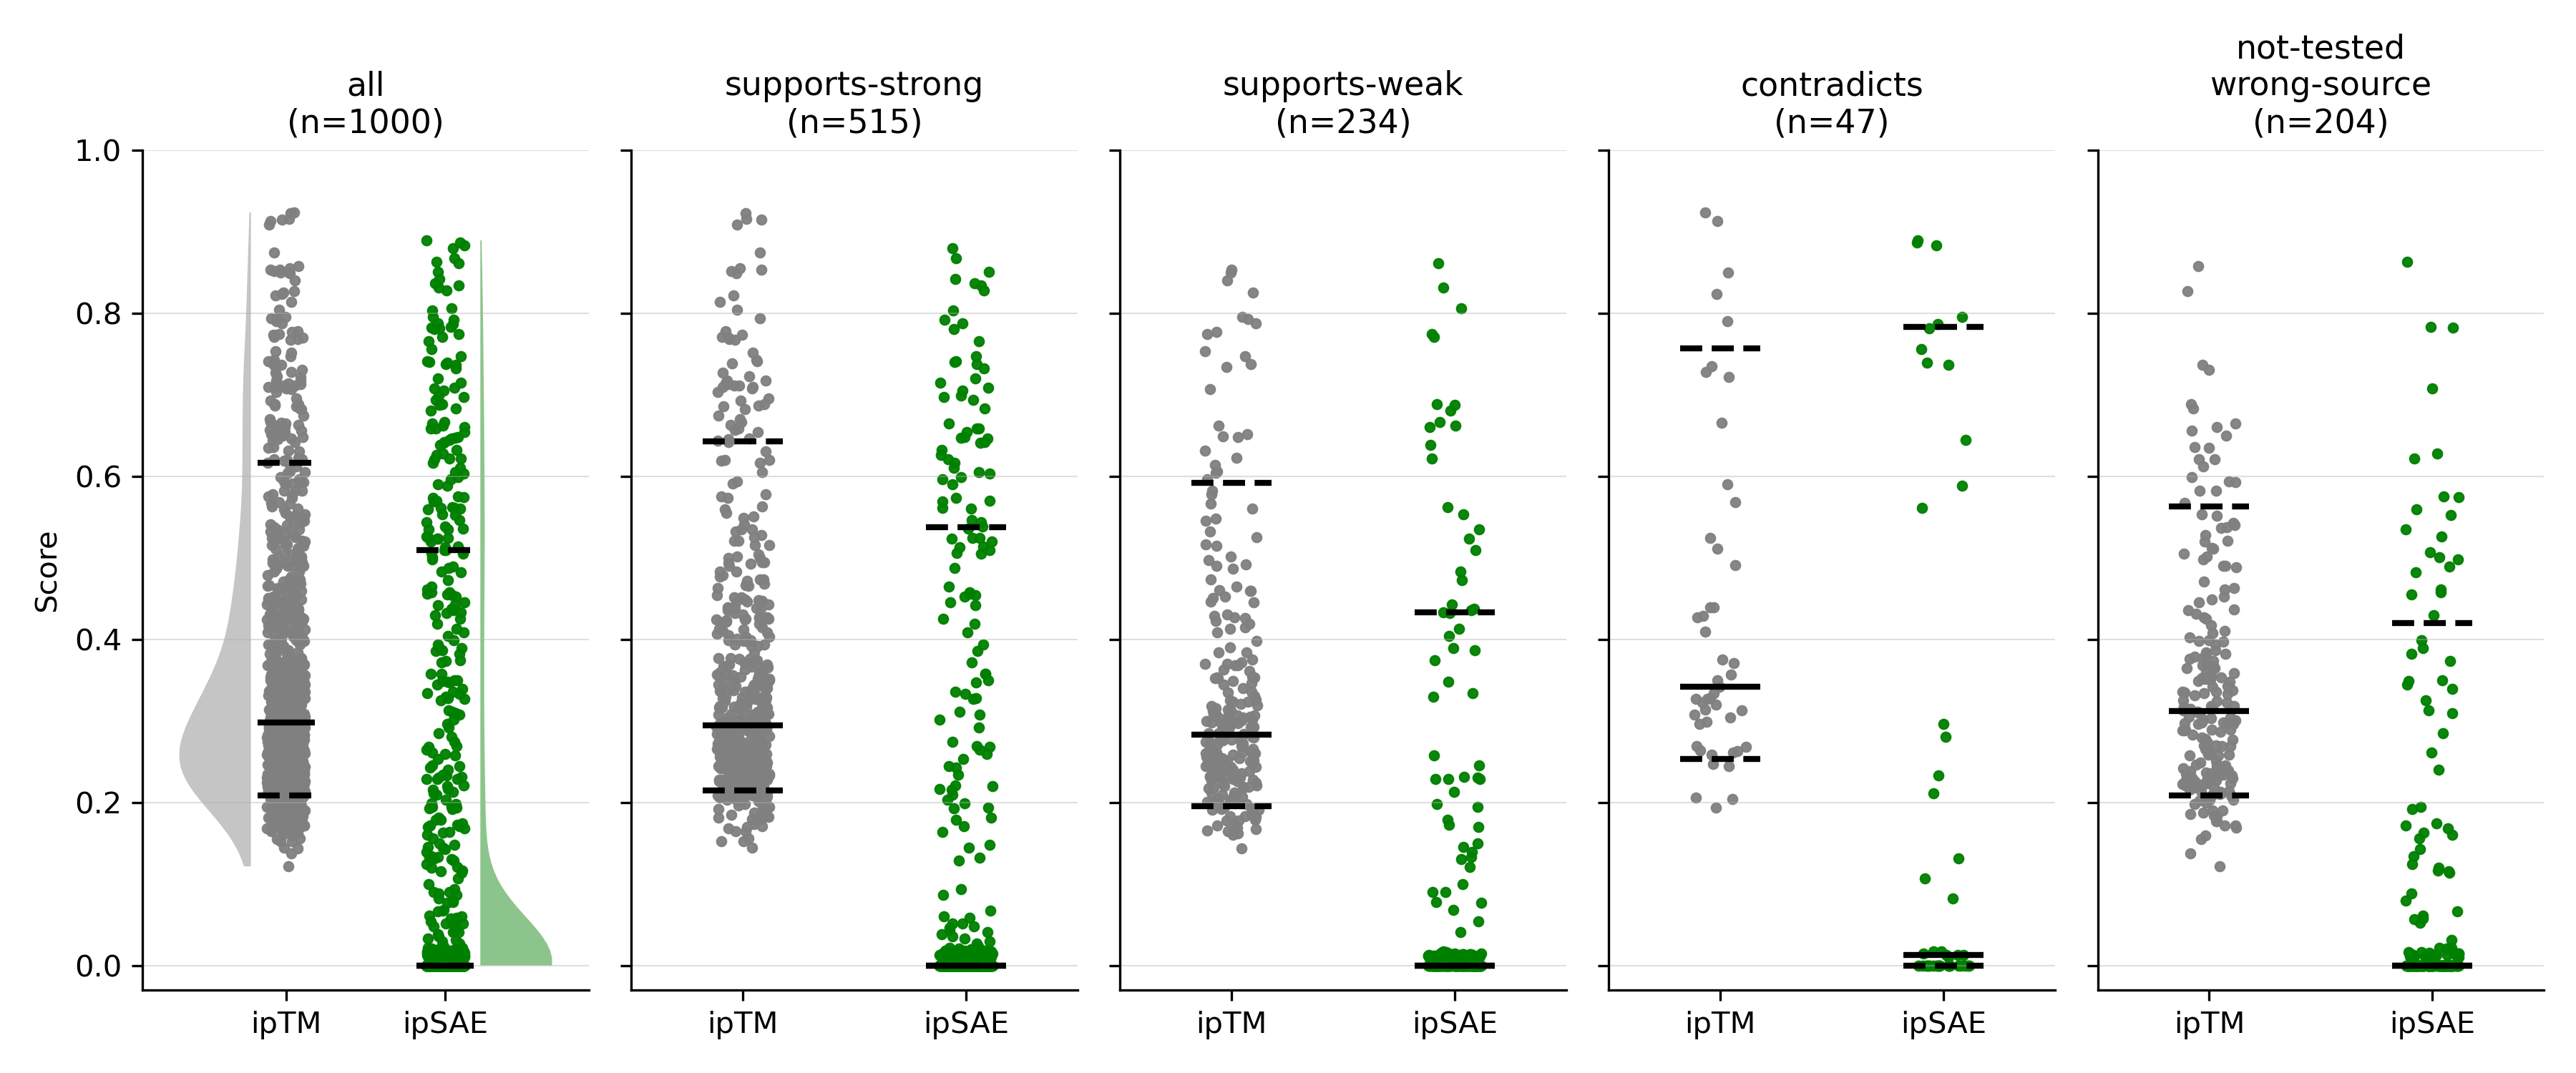 all
(n=1000)
supports-strong
(n=515)
supports-weak
(n=234)
contradicts
(n=47)
not-tested
wrong-source
(n=204)
Score
1.0
0.8
0.6
0.4
0.2
0.0
ipTM ipSAE
ipTM ipSAE
ipTM ipSAE
ipTM ipSAE
ipTM ipSAE